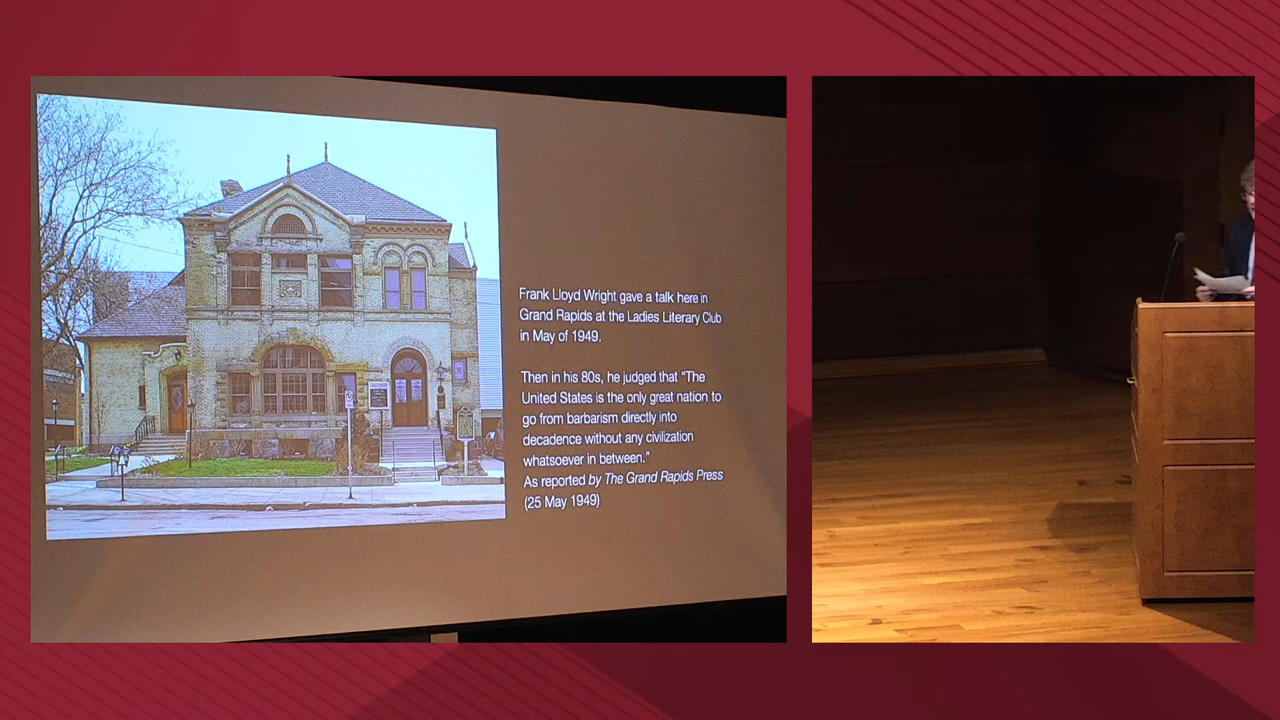 Frank Lloyd Wright gave a talk here in
Grand Rapids at the Ladies Literary Club
in May of 1949.
Then in his 80s, he judged that “The
United States is the only great nation to
go from barbarism directly into
decadence without any civilization
whatsoever in between.”
As reported by The Grand Rapids Press
(25 May 1949)